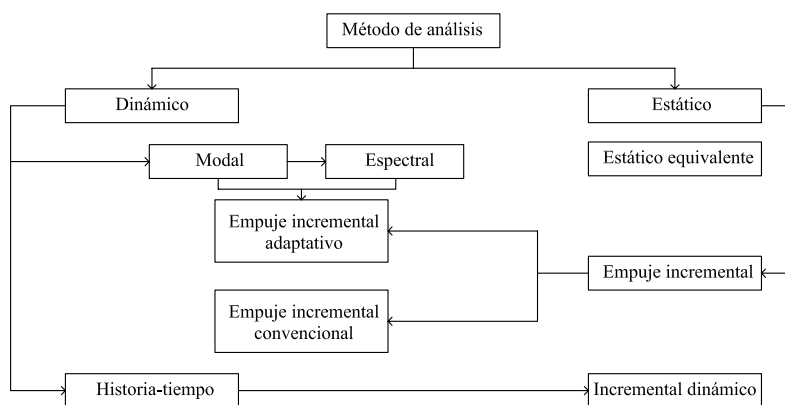 Método de análisis
Dinámico
Estático
Estático equivalente
Modal
Espectral
Empuje incremental
adaptativo
Empuje incremental
Empuje incremental
convencional
Historia-tiempo
Incremental dinámico